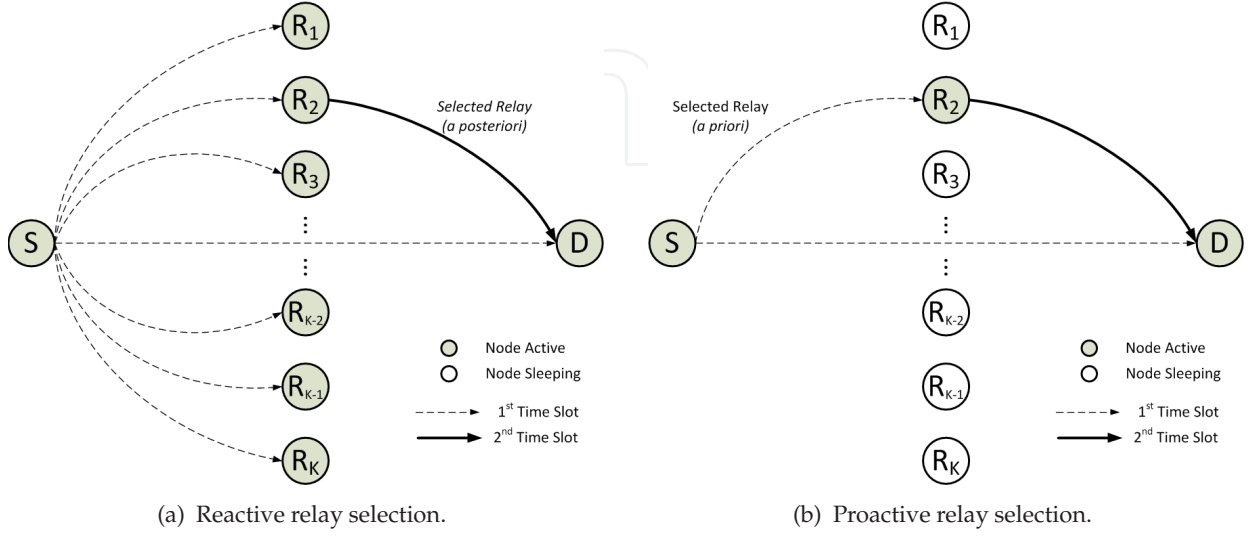 R1
R2
Selected Relay
(a posteriori)
R3
⋮
S
D
⋮
RK-2
Node Active
Node Sleeping
RK-1
1st Time Slot
2nd Time Slot
RK
(a) Reactive relay selection.
R1
Selected Relay
(a priori)
R2
R3
⋮
S
D
⋮
RK-2
Node Active
Node Sleeping
RK-1
1st Time Slot
2nd Time Slot
RK
(b) Proactive relay selection.